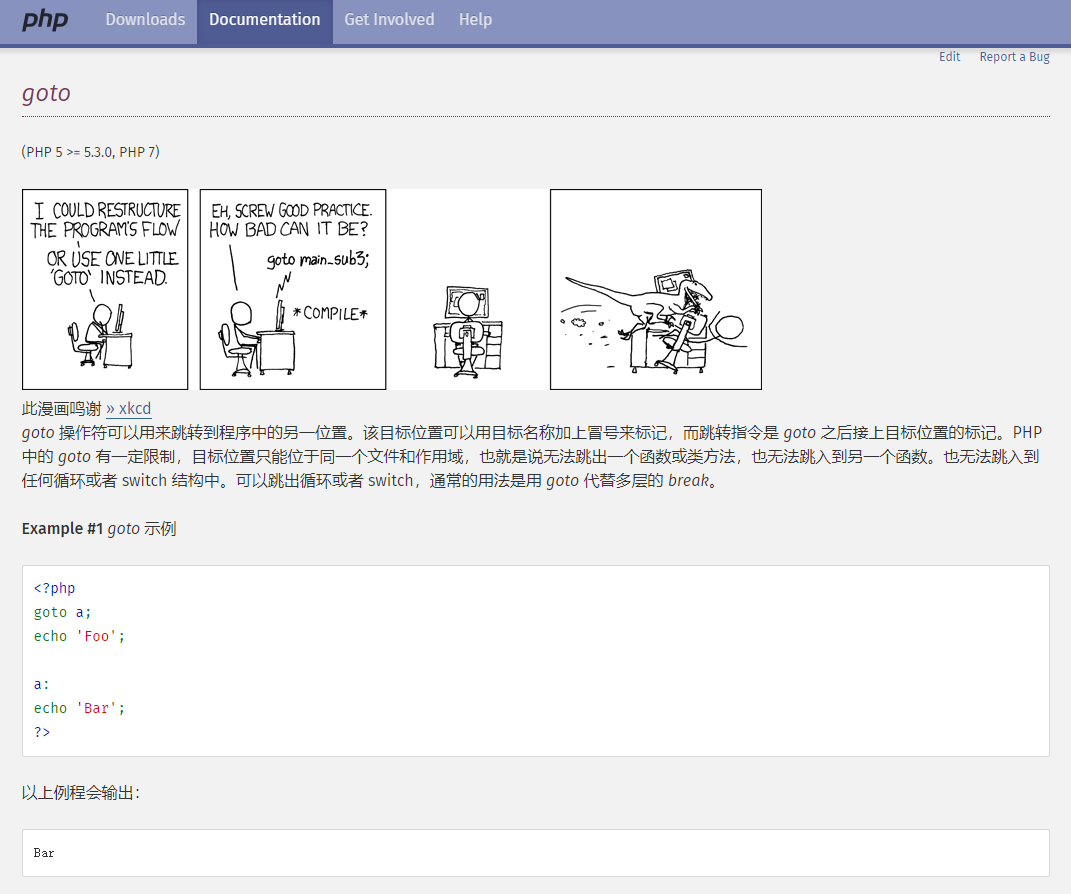 php Downloads Documentation Get Involved Help
Edit Report a Bug
goto
(PHP 5 >= 5.3.0, PHP 7)
I COULD RESTRUCTURE
THE PROGRAM'S FLOW
OR USE ONE LITTLE
'GOTO' INSTEAD.
EH, SCREW GOOD PRACTICE.
HOW BAD CAN IT BE?
goto main_sub3;
*COMPILE*
此漫画鸣谢 » xkcd
goto 操作符可以用来跳转到程序中的另一位置。该目标位置可以用目标名称加上冒号来标记，而跳转指令是 goto 之后接上目标位置的标记。PHP
中的 goto 有一定限制，目标位置只能位于同一个文件和作用域，也就是说无法跳出一个函数或类方法，也无法跳入到另一个函数。也无法跳入到
任何循环或者 switch 结构中。可以跳出循环或者 switch，通常的用法是用 goto 代替多层的 break。
Example #1 goto 示例
<?php
goto a;
echo 'Foo';
a:
echo 'Bar';
?>
以上例程会输出：
Bar